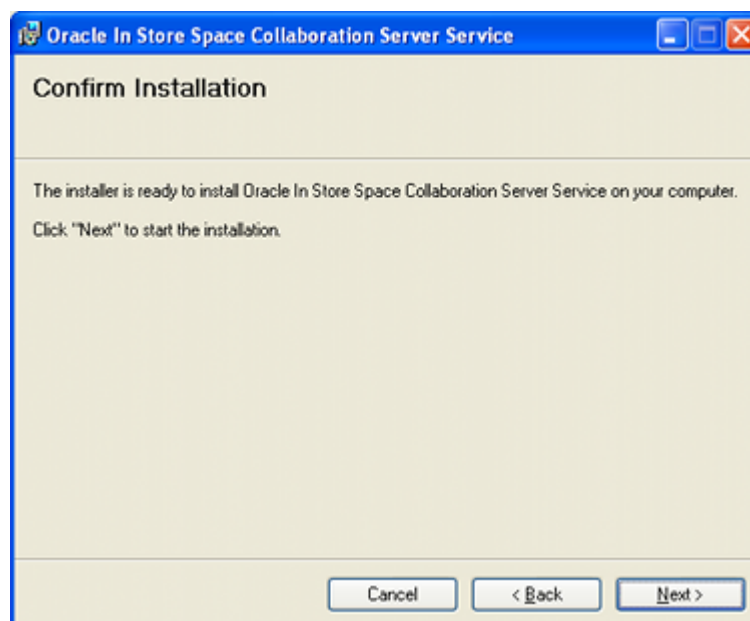 Oracle In Store Space Collaboration Server Service
Confirm Installation
The installer is ready to install Oracle In Store Space Collaboration Server Service on your computer.
Click "Next" to start the installation.
Cancel
< Back
Next >